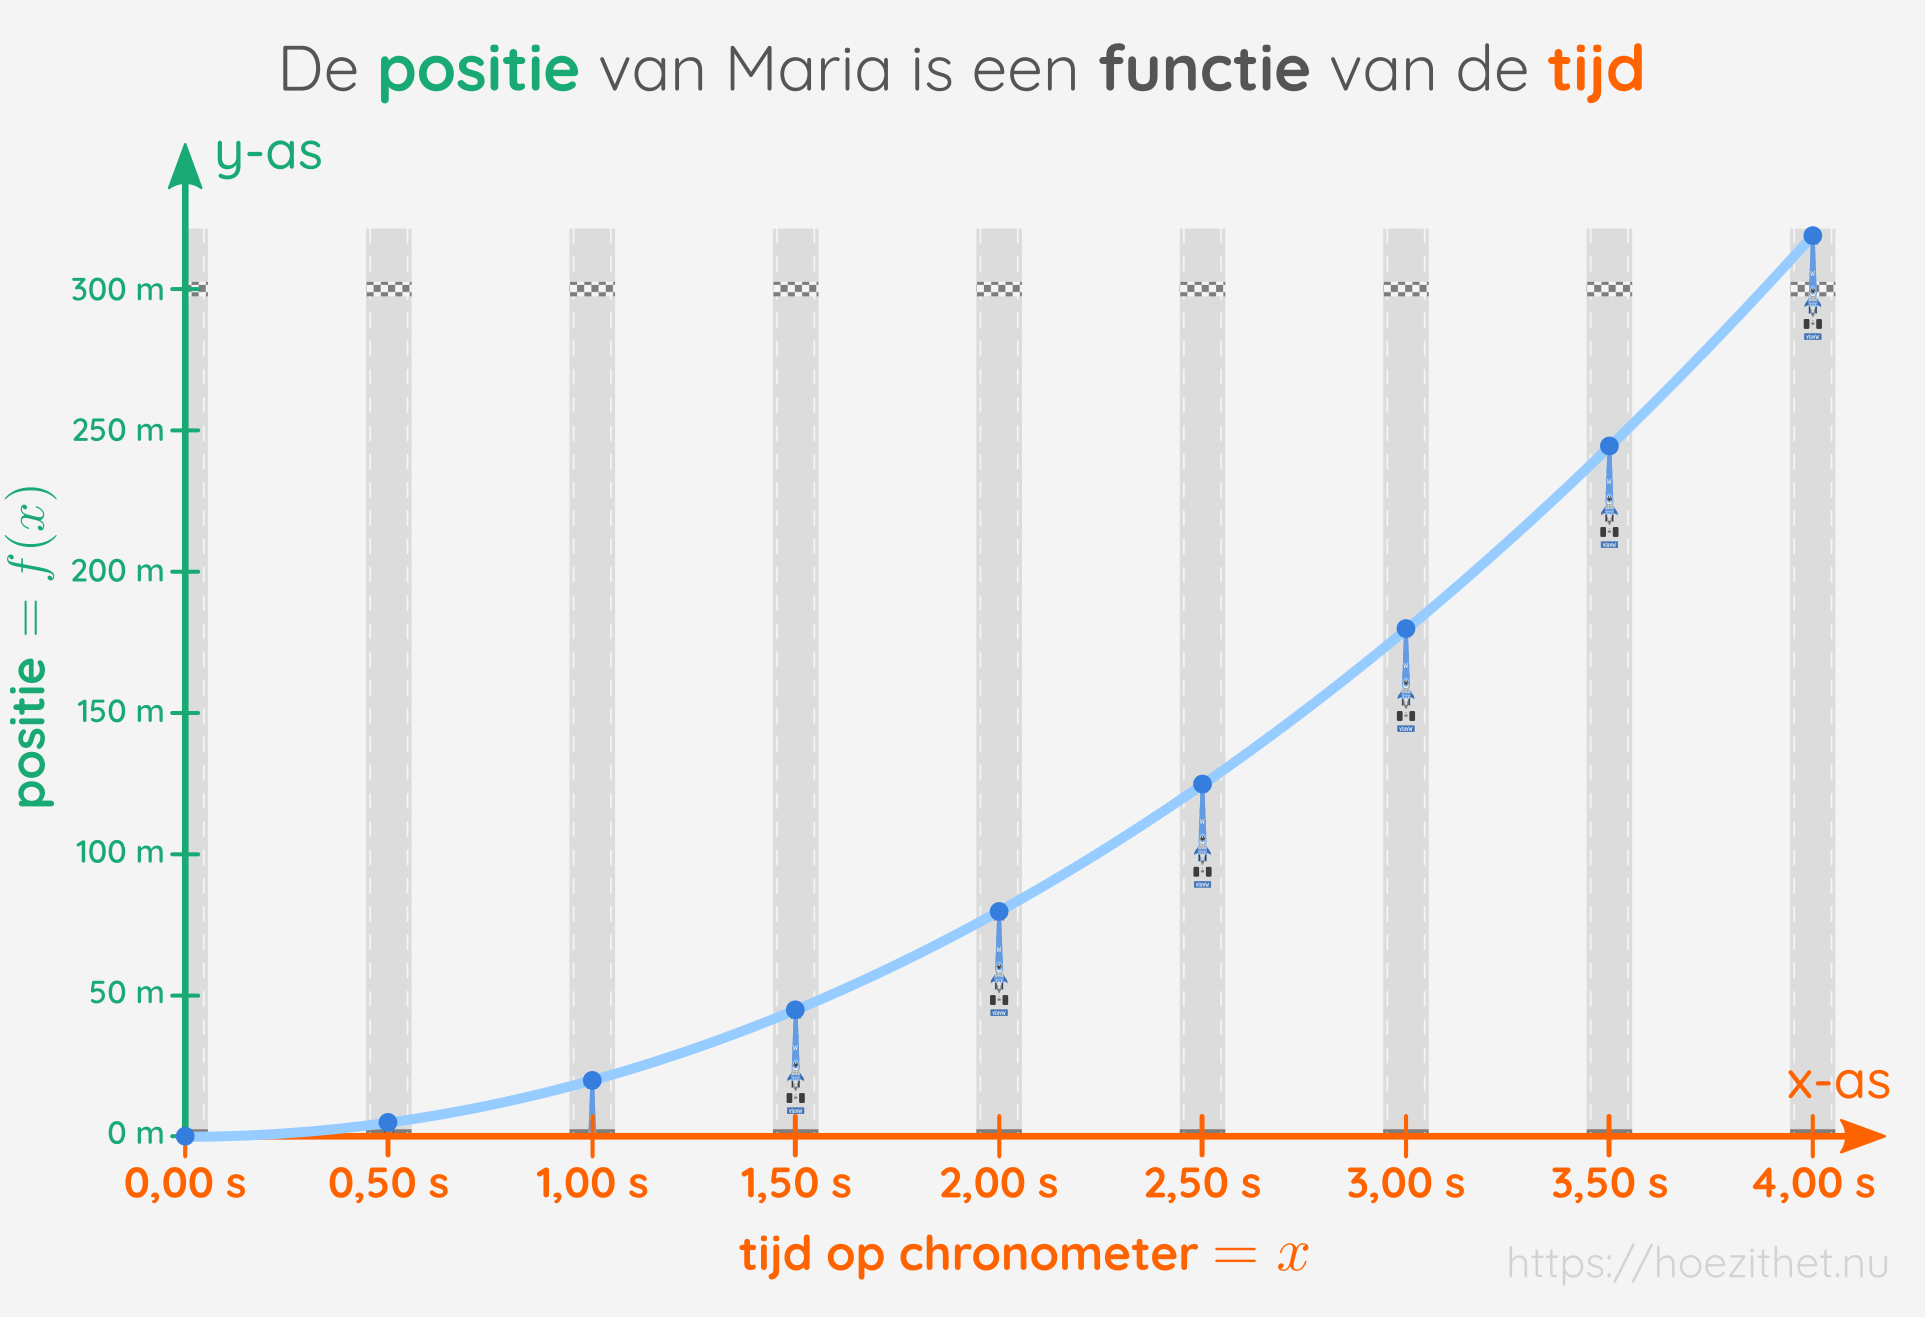 De positie van Maria is een functie van de tijd
y-as
300 m
250 m
200 m
150 m
100 m
50 m
0 m
positie = f(x)
x-as
0,00 s 0,50 s 1,00 s 1,50 s 2,00 s 2,50 s 3,00 s 3,50 s 4,00 s
tijd op chronometer = x
https://hoezithet.nu